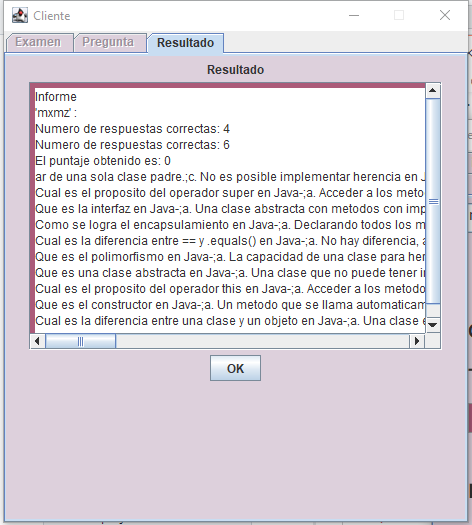 Cliente
Examen Pregunta Resultado
Resultado
Informe
'mxmz' :
Numero de respuestas correctas: 4
Numero de respuestas correctas: 6
El puntaje obtenido es: 0
ar de una sola clase padre.;c. No es posible implementar herencia en J
Cual es el proposito del operador super en Java-;a. Acceder a los meto
Que es la interfaz en Java-;a. Una clase abstracta con metodos con imp
Como se logra el encapsulamiento en Java-;a. Declarando todos los m
Cual es la diferencia entre == y .equals() en Java-;a. No hay diferencia, a
Que es el polimorfismo en Java-;a. La capacidad de una clase para her
Que es una clase abstracta en Java-;a. Una clase que no puede tener i
Cual es el proposito del operador this en Java-;a. Acceder a los metodo
Que es el constructor en Java-;a. Un metodo que se llama automaticam
Cual es la diferencia entre una clase y un objeto en Java-;a. Una clase e
OK